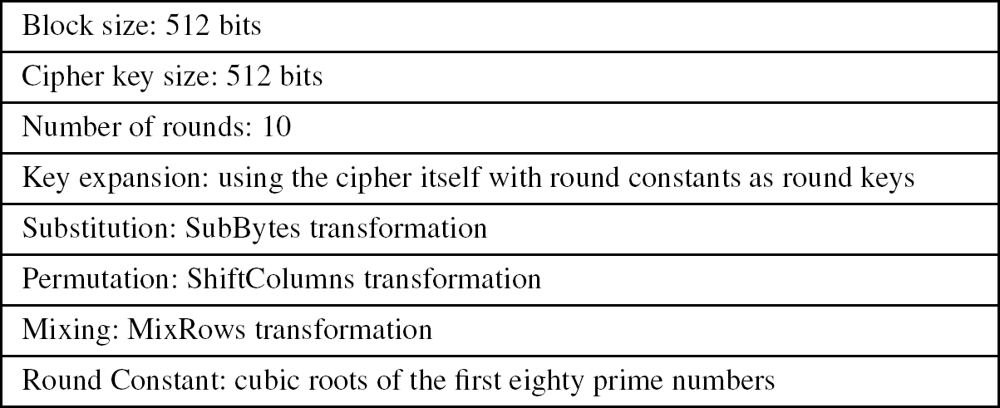 Block size: 512 bits
Cipher key size: 512 bits
Number of rounds: 10
Key expansion: using the cipher itself with round constants as round keys
Substitution: SubBytes transformation
Permutation: ShiftColumns transformation
Mixing: MixRows transformation
Round Constant: cubic roots of the first eighty prime numbers